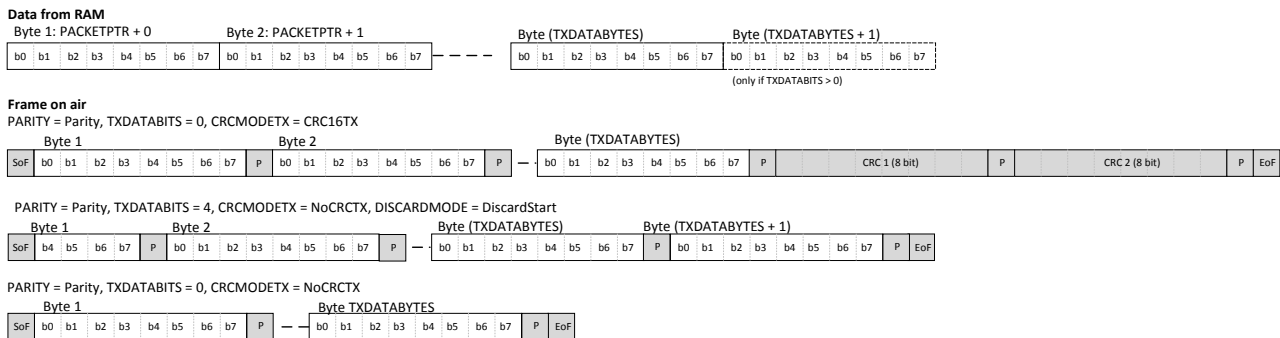 Data from RAM
Byte 1: PACKETPTR + 0 Byte 2: PACKETPTR + 1 Byte (TXDATABYTES) Byte (TXDATABYTES + 1)
b0 b1 b2 b3 b4 b5 b6 b7 b0 b1 b2 b3 b4 b5 b6 b7 b0 b1 b2 b3 b4 b5 b6 b7 b0 b1 b2 b3 b4 b5 b6 b7
(only if TXDATABITS > 0)
Frame on air
PARITY = Parity, TXDATABITS = 0, CRCMODETX = CRC16TX
Byte 1 Byte 2 Byte (TXDATABYTES)
SoF b0 b1 b2 b3 b4 b5 b6 b7 P b0 b1 b2 b3 b4 b5 b6 b7 P b0 b1 b2 b3 b4 b5 b6 b7 P CRC 1 (8 bit) P CRC 2 (8 bit) P EoF
PARITY = Parity, TXDATABITS = 4, CRCMODETX = NoCRCTX, DISCARDMODE = DiscardStart
Byte 1 Byte 2 Byte (TXDATABYTES) Byte (TXDATABYTES + 1)
SoF b4 b5 b6 b7 P b0 b1 b2 b3 b4 b5 b6 b7 P b0 b1 b2 b3 b4 b5 b6 b7 P b0 b1 b2 b3 b4 b5 b6 b7 P EoF
PARITY = Parity, TXDATABITS = 0, CRCMODETX = NoCRCTX
Byte 1 Byte TXDATABYTES
SoF b0 b1 b2 b3 b4 b5 b6 b7 P b0 b1 b2 b3 b4 b5 b6 b7 P EoF